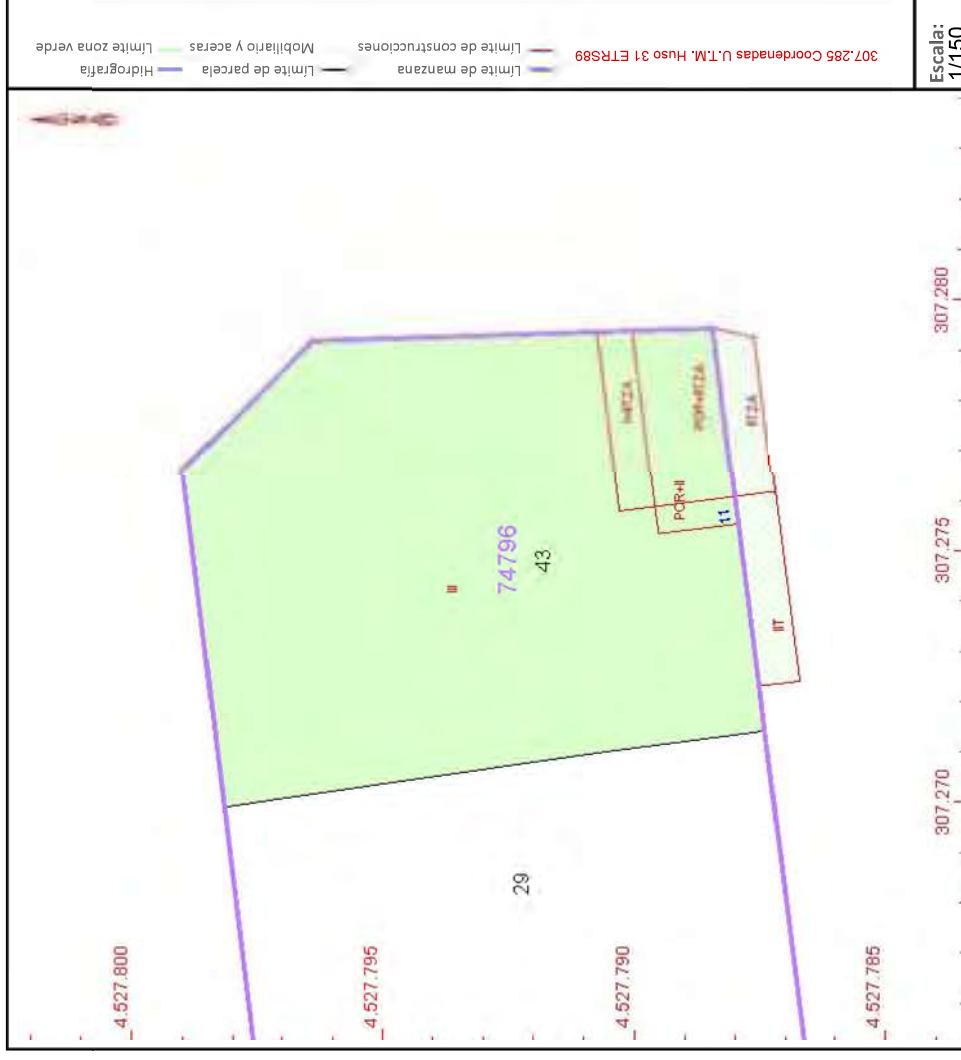 Límite de manzana
Límite de construcciones
Límite de parcela
Mobiliario y aceras
Hidrografía
Límite zona verde
307.285 Coordenadas U.T.M. Huso 31 ETRS89
Escala:
1/150
4.527.800
4.527.795
4.527.790
4.527.785
307.270
307.275
307.280
III
74796
43
29
POR+II
11
IIT